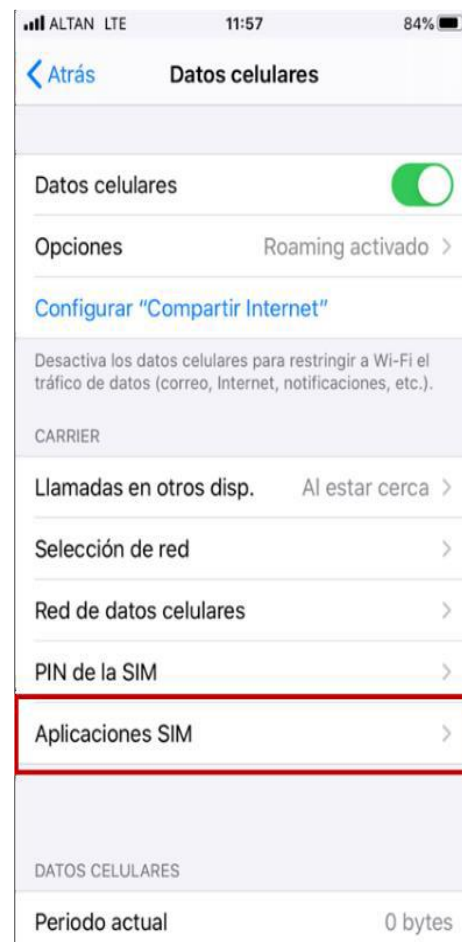 ALTAN LTE 11:57 84%
Atrás Datos celulares
Datos celulares
Opciones Roaming activado
Configurar "Compartir Internet"
Desactiva los datos celulares para restringir a Wi-Fi el
tráfico de datos (correo, Internet, notificaciones, etc.).
CARRIER
Llamadas en otros disp. Al estar cerca
Selección de red
Red de datos celulares
PIN de la SIM
Aplicaciones SIM
DATOS CELULARES
Periodo actual 0 bytes